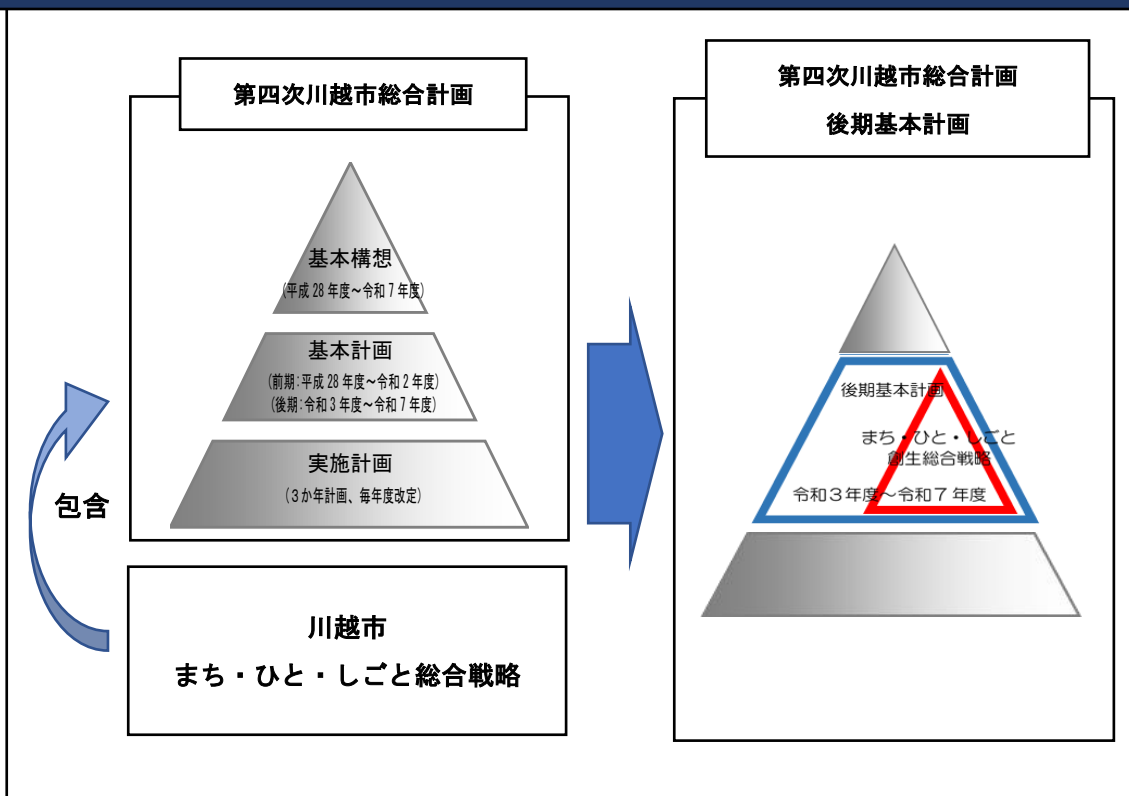 第四次川越市総合計画
基本構想
(平成28年度～令和7年度)
基本計画
(前期:平成28年度～令和2年度)
(後期:令和3年度～令和7年度)
実施計画
(3か年計画、毎年度改定)
包含
川越市
まち・ひと・しごと総合戦略
第四次川越市総合計画
後期基本計画
後期基本計画
まち・ひと・しごと
創生総合戦略
令和3年度～令和7年度